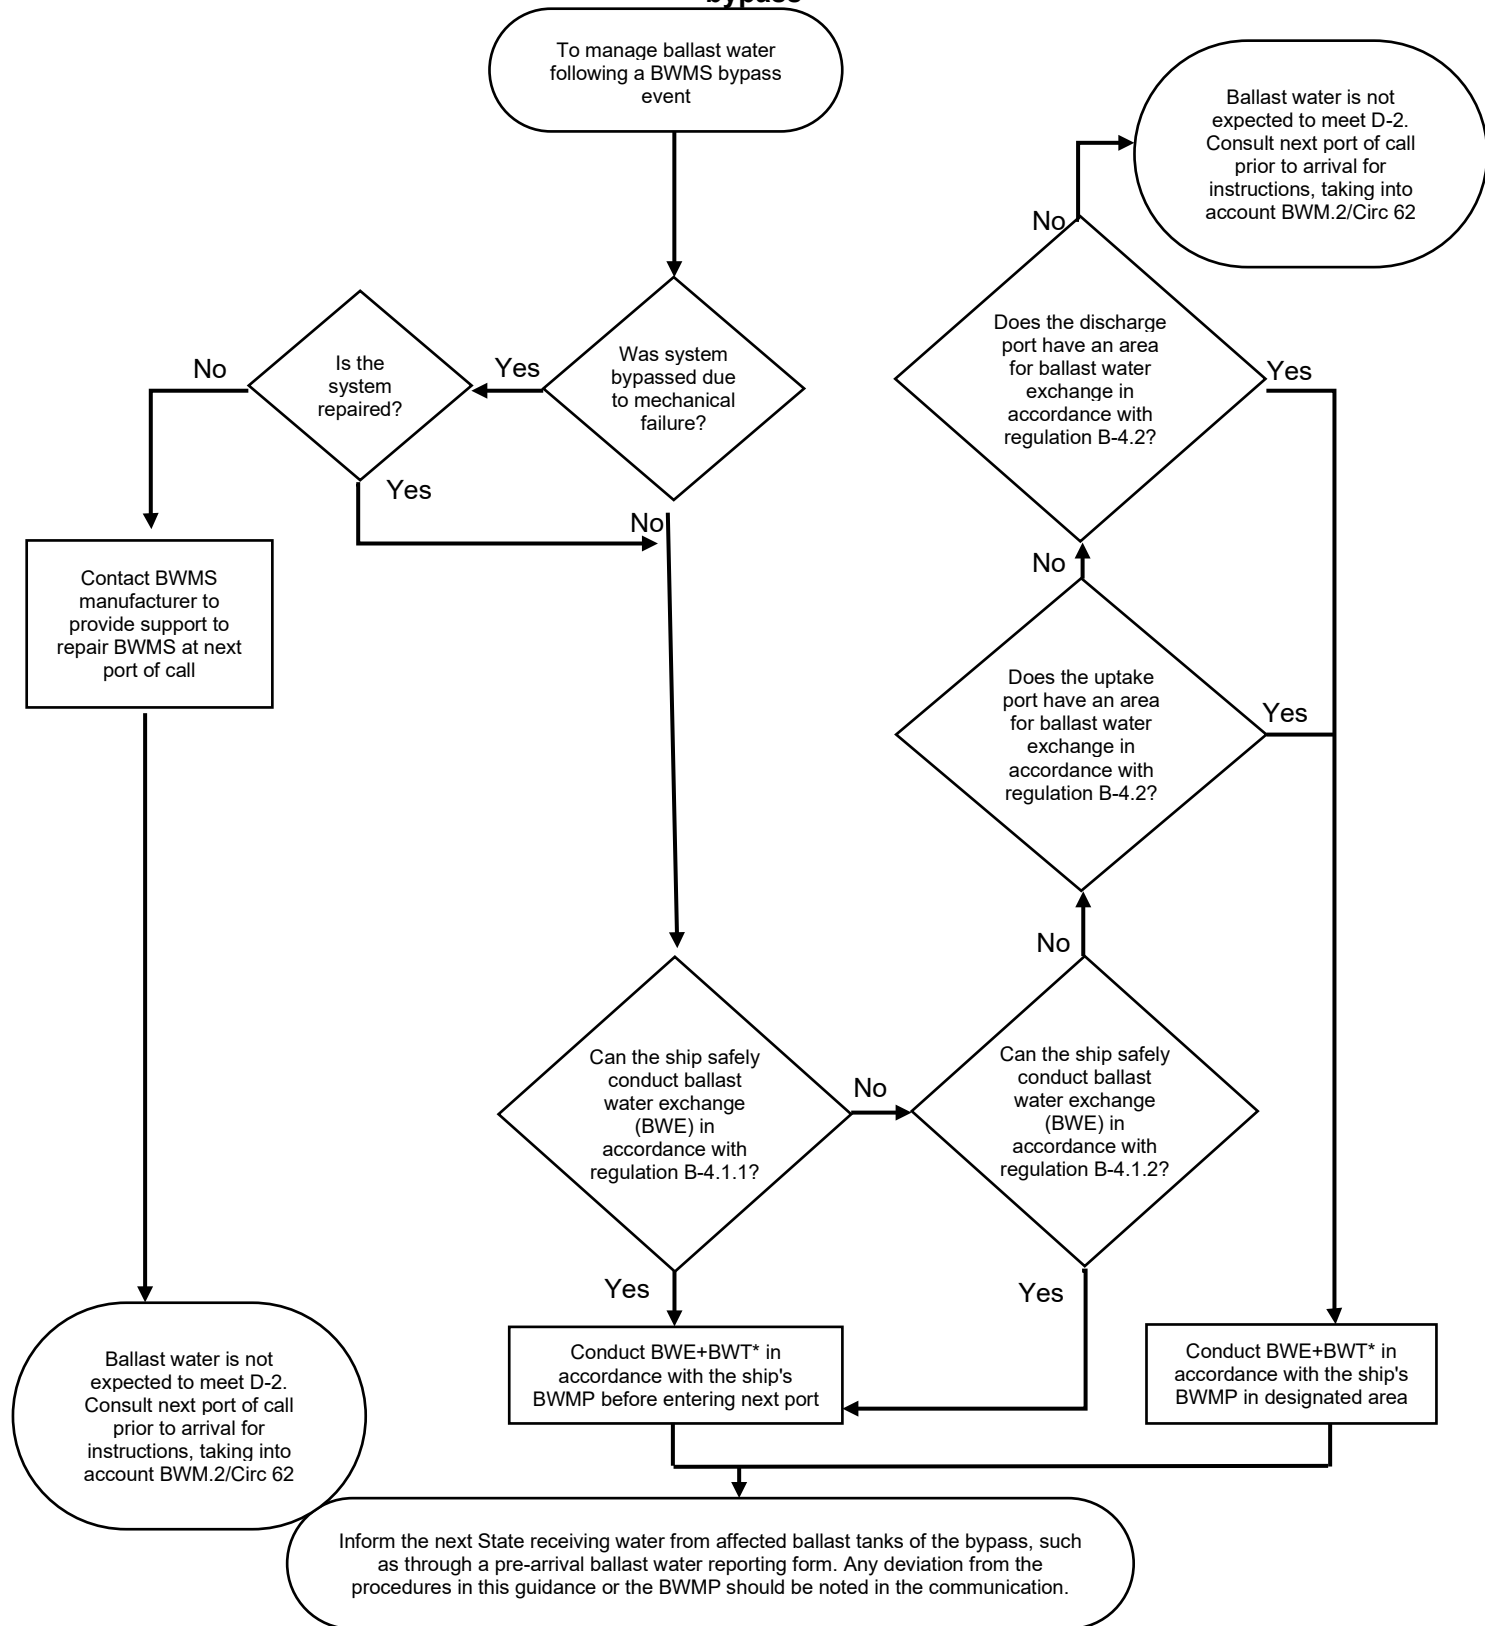 bypass
To manage ballast water
following a BWMS bypass
event
Ballast water is not
expected to meet D-2.
Consult next port of call
prior to arrival for
instructions, taking into
account BWM.2/Circ 62
No
Does the discharge
port have an area
for ballast water
exchange in
accordance with
regulation B-4.2?
Yes
Was system
bypassed due
to mechanical
failure?
Yes
Is the
system
repaired?
No
Yes
No
Contact BWMS
manufacturer to
provide support to
repair BWMS at next
port of call
No
Does the uptake
port have an area
for ballast water
exchange in
accordance with
regulation B-4.2?
Yes
No
Can the ship safely
conduct ballast
water exchange
(BWE) in
accordance with
regulation B-4.1.1?
No
Can the ship safely
conduct ballast
water exchange
(BWE) in
accordance with
regulation B-4.1.2?
Yes
Yes
Conduct BWE+BWT* in
accordance with the ship's
BWMP before entering next port
Conduct BWE+BWT* in
accordance with the ship's
BWMP in designated area
Ballast water is not
expected to meet D-2.
Consult next port of call
prior to arrival for
instructions, taking into
account BWM.2/Circ 62
Inform the next State receiving water from affected ballast tanks of the bypass, such
as through a pre-arrival ballast water reporting form. Any deviation from the
procedures in this guidance or the BWMP should be noted in the communication.